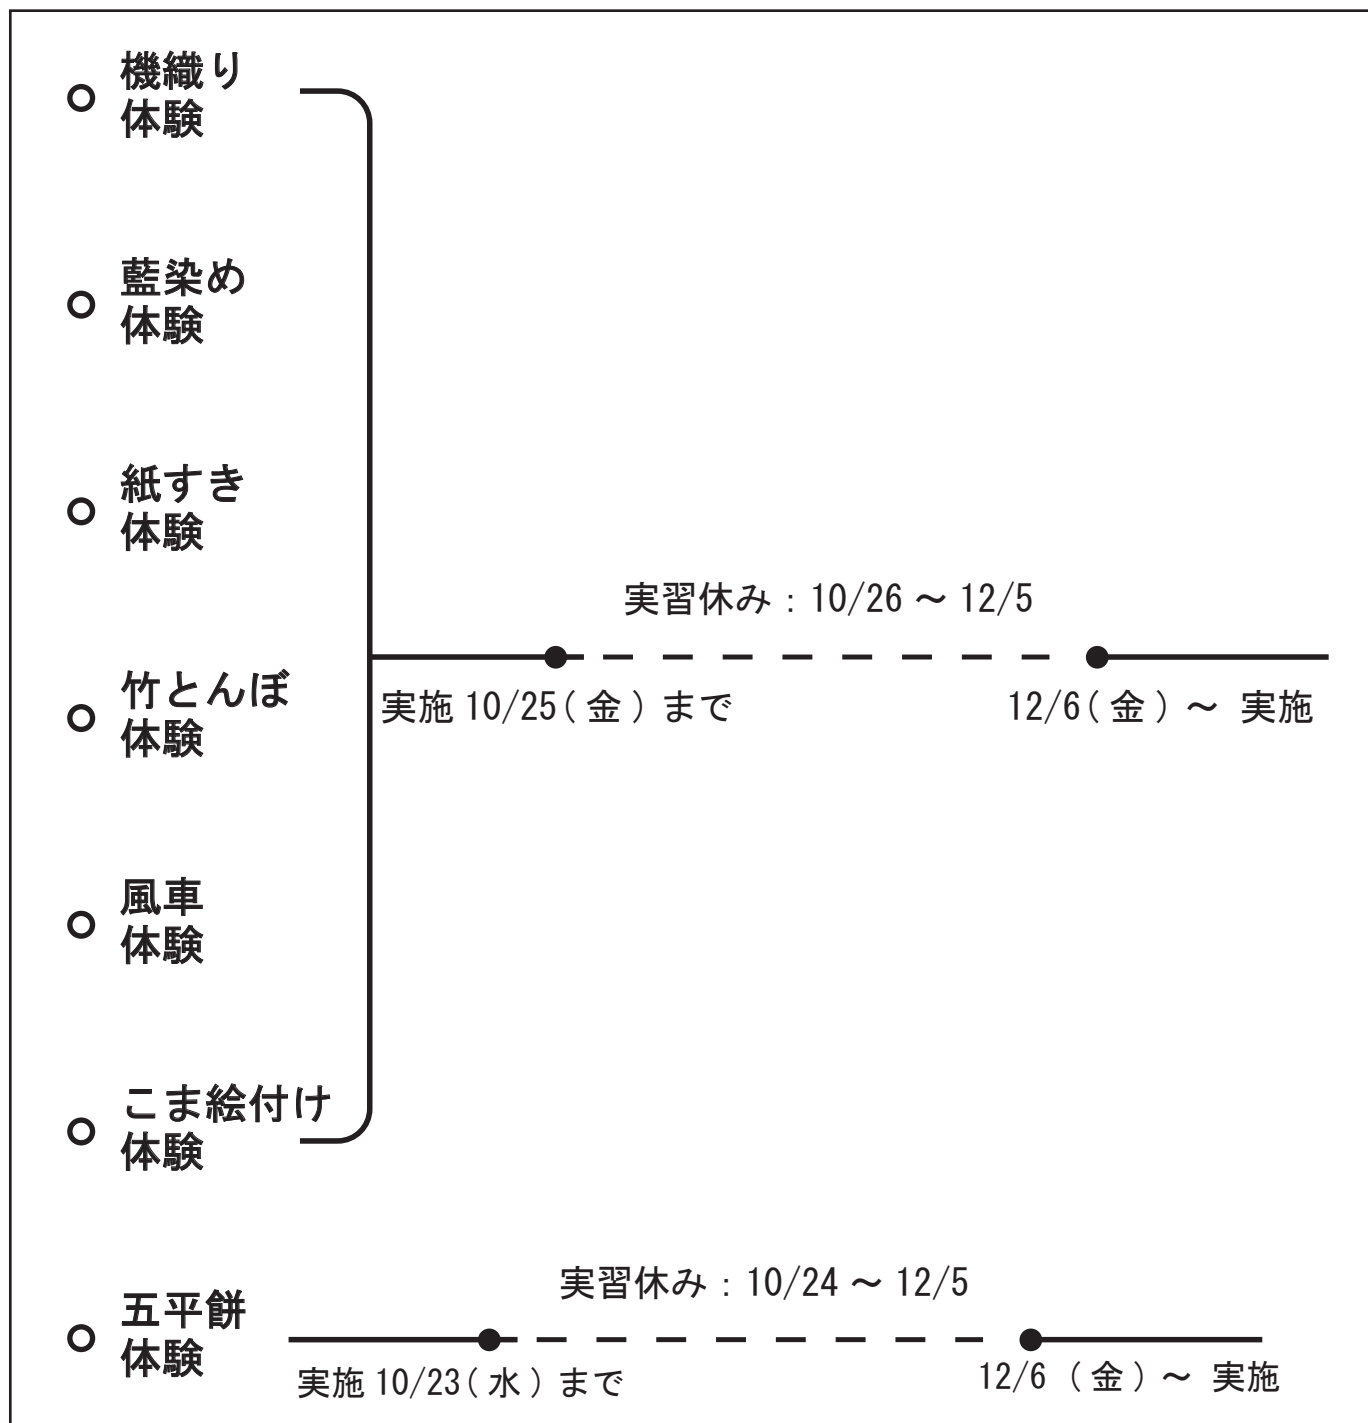 機織り
体験
藍染め
体験
紙すき
体験
実習休み：10/26 ～ 12/5
竹とんぼ
体験
実施 10/25( 金 ) まで
12/6( 金 ) ～ 実施
風車
体験
こま絵付け
体験
実習休み：10/24 ～ 12/5
五平餅
体験
実施 10/23( 水 ) まで
12/6 ( 金 ) ～ 実施